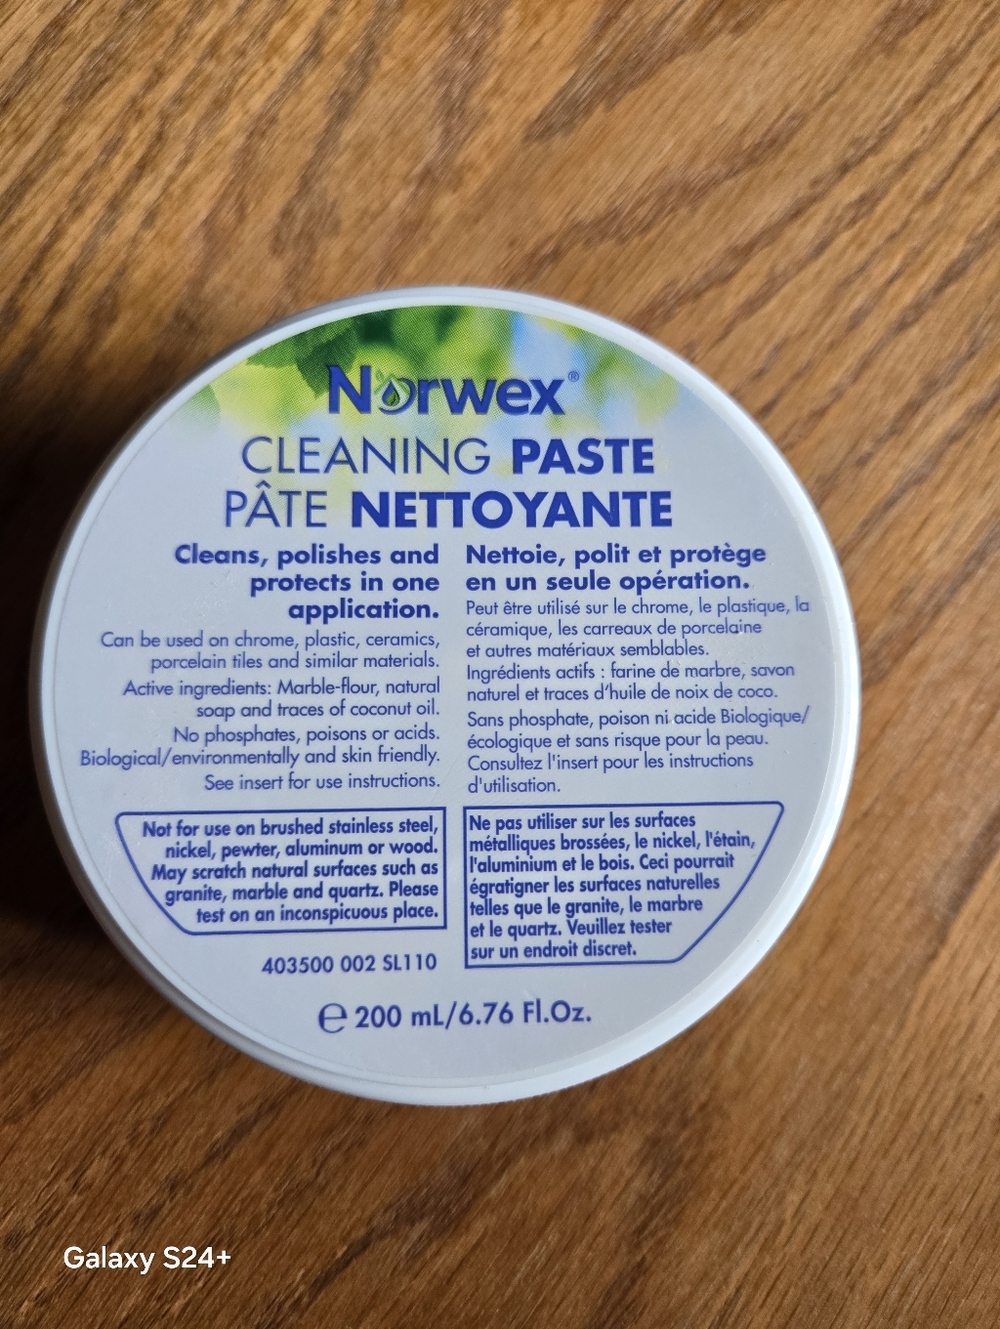 Norwex®
CLEANING PASTE
PÂTE NETTOYANTE
Cleans, polishes and
protects in one
application.
Can be used on chrome, plastic, ceramics,
porcelain tiles and similar materials.
Active ingredients: Marble-flour, natural
soap and traces of coconut oil.
No phosphates, poisons or acids.
Biological/environmentally and skin friendly.
See insert for use instructions.
Not for use on brushed stainless steel,
nickel, pewter, aluminum or wood.
May scratch natural surfaces such as
granite, marble and quartz. Please
test on an inconspicuous place.
403500 002 SL110
Nettoie, polit et protège
en un seule opération.
Peut être utilisé sur le chrome, le plastique, la
céramique, les carreaux de porcelaine
et autres matériaux semblables.
Ingrédients actifs : farine de marbre, savon
naturel et traces d'huile de noix de coco.
Sans phosphate, poison ni acide Biologique/
écologique et sans risque pour la peau.
Consultez l'insert pour les instructions
d'utilisation.
Ne pas utiliser sur les surfaces
métalliques brossées, le nickel, l'étain,
l'aluminium et le bois. Ceci pourrait
égratigner les surfaces naturelles
telles que le granite, le marbre
et le quartz. Veuillez tester
sur un endroit discret.
℮ 200 mL/6.76 Fl.Oz.
Galaxy S24+